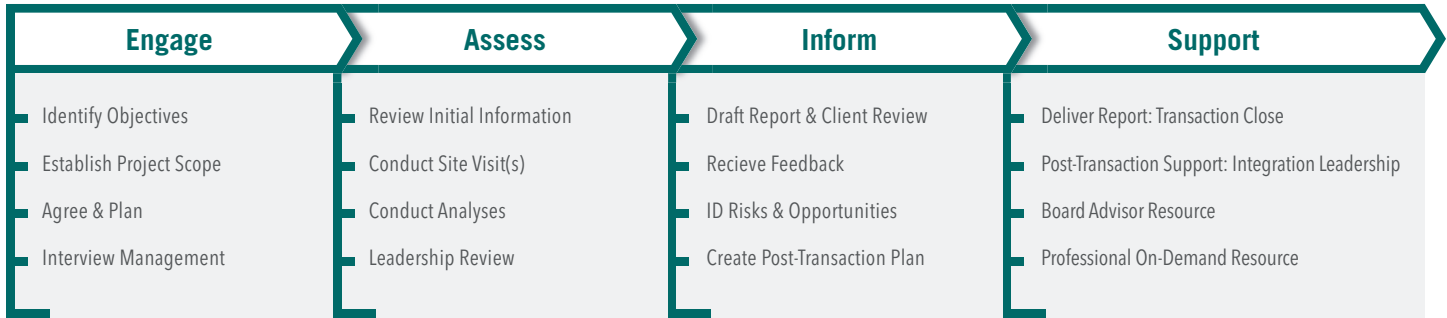 Engage
Identify Objectives
Establish Project Scope
Agree & Plan
Interview Management
Assess
Review Initial Information
Conduct Site Visit(s)
Conduct Analyses
Leadership Review
Inform
Draft Report & Client Review
Recieve Feedback
ID Risks & Opportunities
Create Post-Transaction Plan
Support
Deliver Report: Transaction Close
Post-Transaction Support: Integration Leadership
Board Advisor Resource
Professional On-Demand Resource